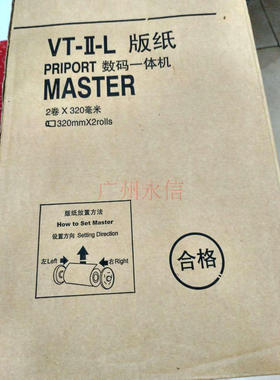 VT-II-L 版纸
PRIPORT 数码一体机
MASTER
2卷 X 320毫米
320mmX2rolls
广州永信
版纸放置方法
How to Set Master
设置方向 Setting Direction
左Left
右Right
合格